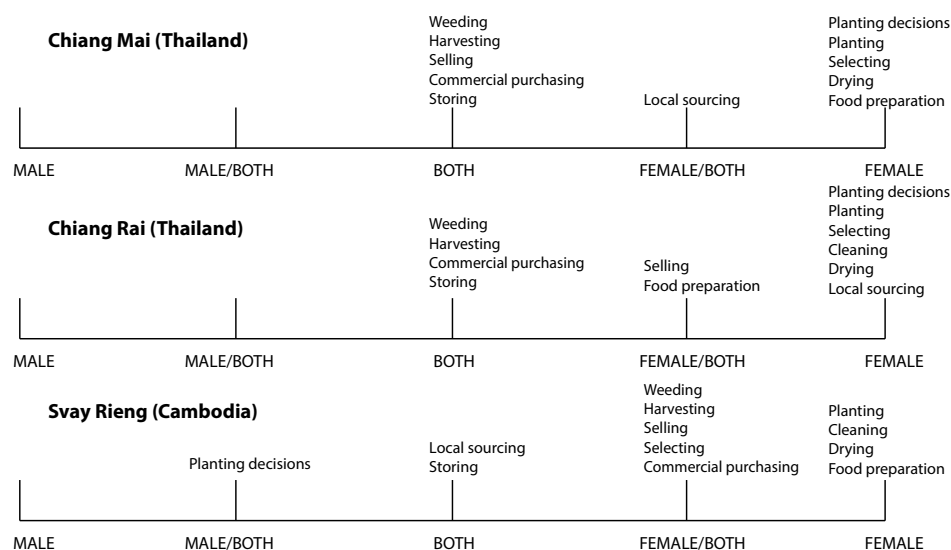 Chiang Mai (Thailand)
Weeding
Harvesting
Selling
Commercial purchasing
Storing
Local sourcing
Planting decisions
Planting
Selecting
Drying
Food preparation
MALE
MALE/BOTH
BOTH
FEMALE/BOTH
FEMALE
Chiang Rai (Thailand)
Weeding
Harvesting
Commercial purchasing
Storing
Selling
Food preparation
Planting decisions
Planting
Selecting
Cleaning
Drying
Local sourcing
MALE
MALE/BOTH
BOTH
FEMALE/BOTH
FEMALE
Svay Rieng (Cambodia)
Planting decisions
Local sourcing
Storing
Weeding
Harvesting
Selling
Selecting
Commercial purchasing
Planting
Cleaning
Drying
Food preparation
MALE
MALE/BOTH
BOTH
FEMALE/BOTH
FEMALE